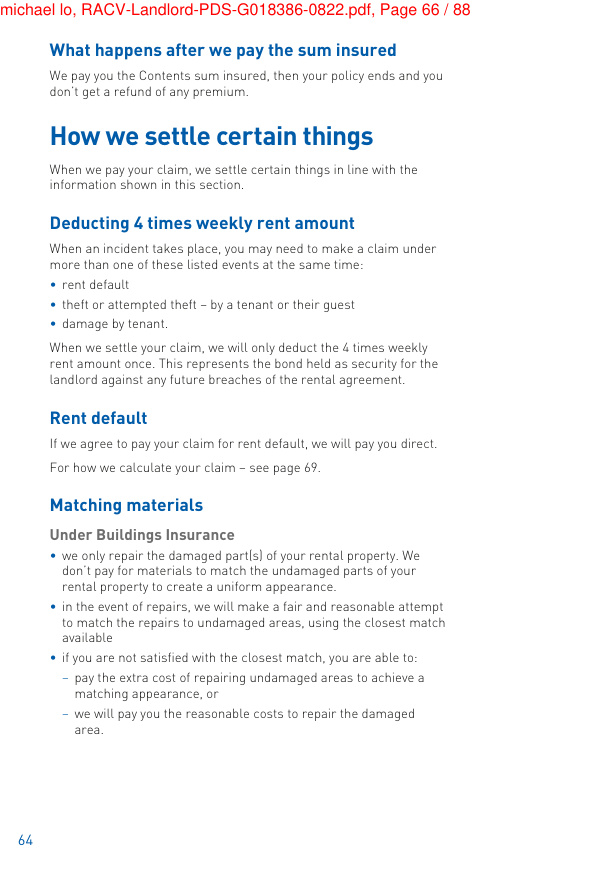 michael lo, RACV-Landlord-PDS-G018386-0822.pdf, Page 66 / 88
What happens after we pay the sum insured
We pay you the Contents sum insured, then your policy ends and you
don't get a refund of any premium.
How we settle certain things
When we pay your claim, we settle certain things in line with the
information shown in this section.
Deducting 4 times weekly rent amount
When an incident takes place, you may need to make a claim under
more than one of these listed events at the same time:
• rent default
• theft or attempted theft – by a tenant or their guest
• damage by tenant.
When we settle your claim, we will only deduct the 4 times weekly
rent amount once. This represents the bond held as security for the
landlord against any future breaches of the rental agreement.
Rent default
If we agree to pay your claim for rent default, we will pay you direct.
For how we calculate your claim – see page 69.
Matching materials
Under Buildings Insurance
• we only repair the damaged part(s) of your rental property. We
don't pay for materials to match the undamaged parts of your
rental property to create a uniform appearance.
• in the event of repairs, we will make a fair and reasonable attempt
to match the repairs to undamaged areas, using the closest match
available
• if you are not satisfied with the closest match, you are able to:
– pay the extra cost of repairing undamaged areas to achieve a
matching appearance, or
– we will pay you the reasonable costs to repair the damaged
area.
64